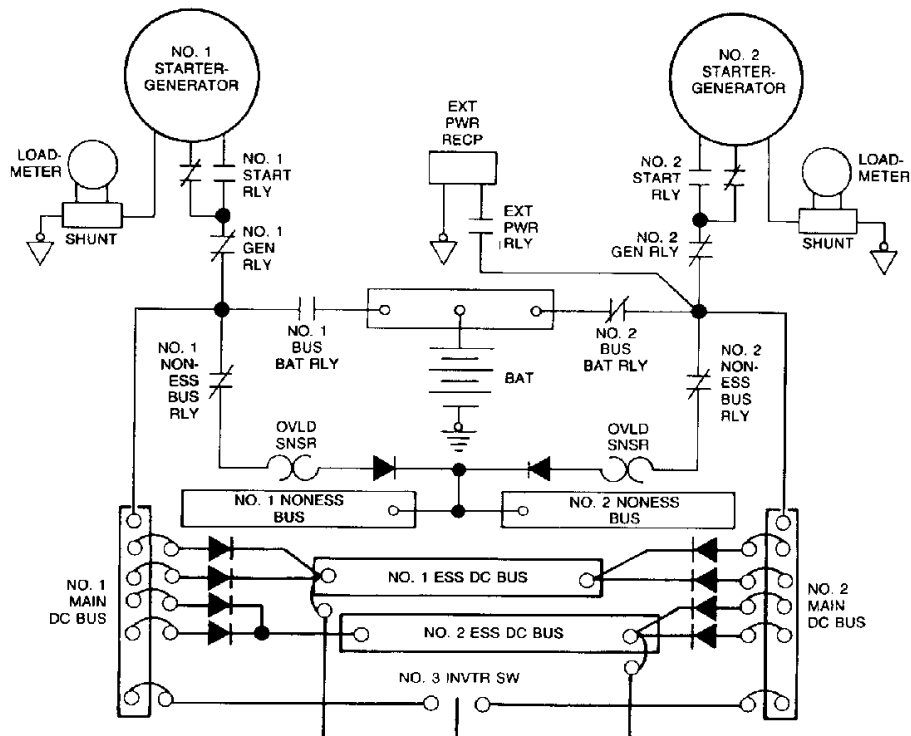 NO. 1
STARTER-
GENERATOR
NO. 2
STARTER-
GENERATOR
EXT
PWR
RECP
LOAD-
METER
SHUNT
NO. 1
START
RLY
NO. 1
GEN
RLY
EXT
PWR
RLY
NO. 2
START
RLY
NO. 2
GEN RLY
LOAD-
METER
SHUNT
NO. 1
BUS
BAT RLY
NO. 2
BUS
BAT RLY
NO. 1
NON-
ESS
BUS
RLY
BAT
NO. 2
NON-
ESS
BUS
RLY
OVLD
SNSR
OVLD
SNSR
NO. 1 NONESS
BUS
NO. 2 NONESS
BUS
NO. 1
MAIN
DC BUS
NO. 1 ESS DC BUS
NO. 2 ESS DC BUS
NO. 2
MAIN
DC BUS
NO. 3 INVTR SW